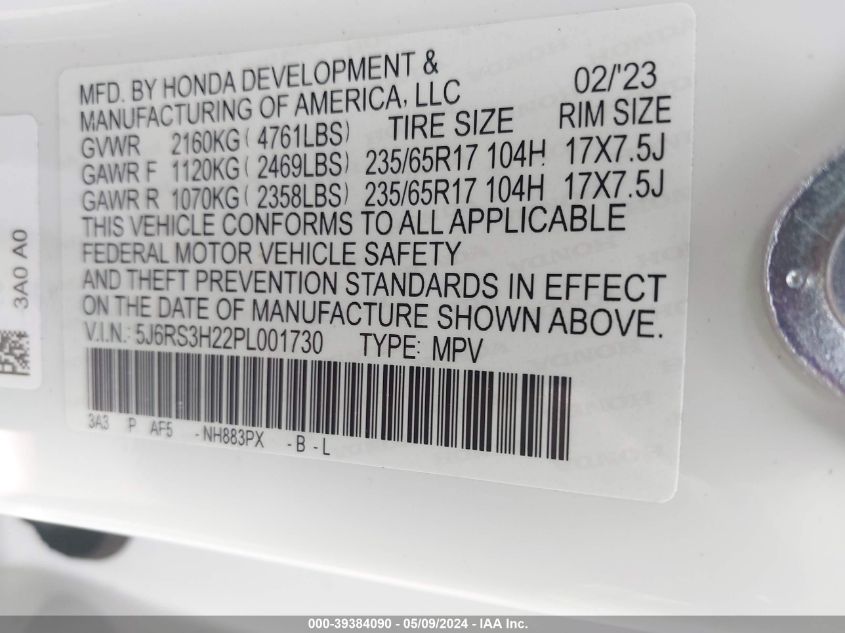 MFD. BY HONDA DEVELOPMENT & 02/'23
MANUFACTURING OF AMERICA, LLC
GVWR 2160KG( 4761LBS) TIRE SIZE RIM SIZE
GAWR F 1120KG( 2469LBS) 235/65R17 104H 17X7.5J
GAWR R 1070KG( 2358LBS) 235/65R17 104H 17X7.5J
THIS VEHICLE CONFORMS TO ALL APPLICABLE
FEDERAL MOTOR VEHICLE SAFETY
AND THEFT PREVENTION STANDARDS IN EFFECT
ON THE DATE OF MANUFACTURE SHOWN ABOVE.
V.I.N.: 5J6RS3H22PL001730 TYPE: MPV
3A3 P AF5 -NH883PX -B-L
3A0 A0
000-39384090 - 05/09/2024 - IAA Inc.